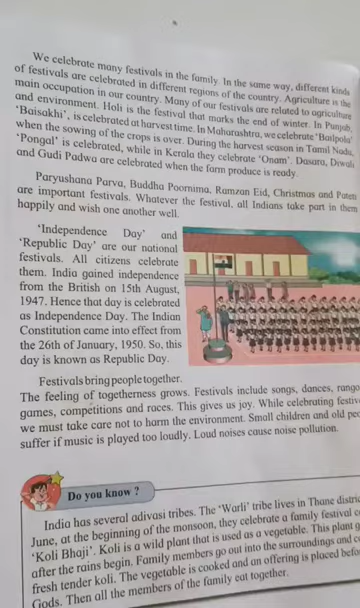 We celebrate many festivals in the family. In the same way, different kinds
of festivals are celebrated in different regions of the country. Agriculture is the
main occupation in our country. Many of our festivals are related to agriculture
and environment. Holi is the festival that marks the end of winter. In Punjab,
'Baisakhi', is celebrated at harvest time. In Maharashtra, we celebrate 'Bailpola'
when the sowing of the crops is over. During the harvest season in Tamil Nadu,
'Pongal' is celebrated, while in Kerala they celebrate 'Onam'. Dasara, Diwali
and Gudi Padwa are celebrated when the farm produce is ready.
Paryushana Parva, Buddha Poornima, Ramzan Eid, Christmas and Pateti
are important festivals. Whatever the festival, all Indians take part in them
happily and wish one another well.
'Independence Day' and
'Republic Day' are our national
festivals. All citizens celebrate
them. India gained independence
from the British on 15th August,
1947. Hence that day is celebrated
as Independence Day. The Indian
Constitution came into effect from
the 26th of January, 1950. So, this
day is known as Republic Day.
Festivals bring people together.
The feeling of togetherness grows. Festivals include songs, dances, rango
games, competitions and races. This gives us joy. While celebrating festiv
we must take care not to harm the environment. Small children and old peo
suffer if music is played too loudly. Loud noises cause noise pollution.
Do you know ?
India has several adivasi tribes. The 'Warli' tribe lives in Thane distric
June, at the beginning of the monsoon, they celebrate a family festival c
'Koli Bhaji'. Koli is a wild plant that is used as a vegetable. This plant g
after the rains begin. Family members go out into the surroundings and c
fresh tender koli. The vegetable is cooked and an offering is placed befo
Gods. Then all the members of the family eat together.